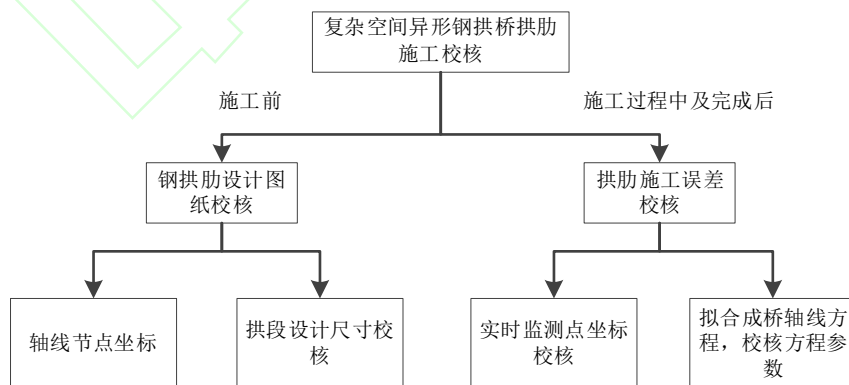 复杂空间异形钢拱桥拱肋
施工校核
施工前
施工过程中及完成后
钢拱肋设计图
纸校核
拱肋施工误差
校核
轴线节点坐标
拱段设计尺寸校
核
实时监测点坐标
校核
拟合成桥轴线方
程，校核方程参
数